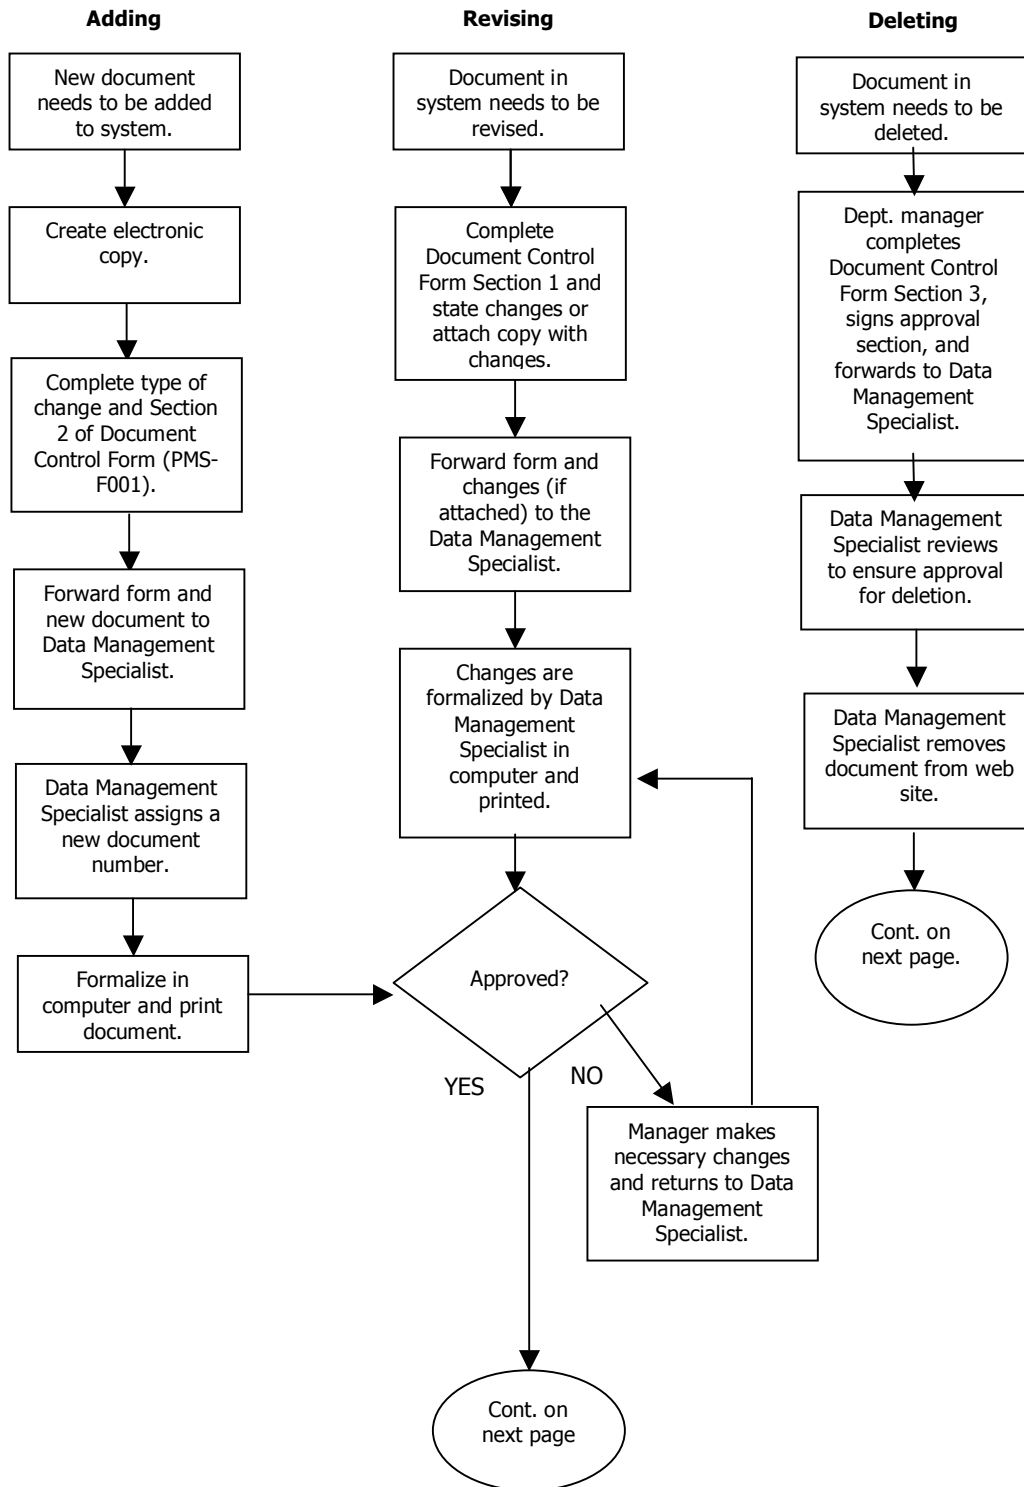 Adding
New document
needs to be added
to system.
Create electronic
copy.
Complete type of
change and Section
2 of Document
Control Form (PMS-
F001).
Forward form and
new document to
Data Management
Specialist.
Data Management
Specialist assigns a
new document
number.
Formalize in
computer and print
document.
Revising
Document in
system needs to be
revised.
Complete
Document Control
Form Section 1 and
state changes or
attach copy with
changes.
Forward form and
changes (if
attached) to the
Data Management
Specialist.
Changes are
formalized by Data
Management
Specialist in
computer and
printed.
Approved?
YES
NO
Manager makes
necessary changes
and returns to Data
Management
Specialist.
Cont. on
next page
Deleting
Document in
system needs to be
deleted.
Dept. manager
completes
Document Control
Form Section 3,
signs approval
section, and
forwards to Data
Management
Specialist.
Data Management
Specialist reviews
to ensure approval
for deletion.
Data Management
Specialist removes
document from web
site.
Cont. on
next page.